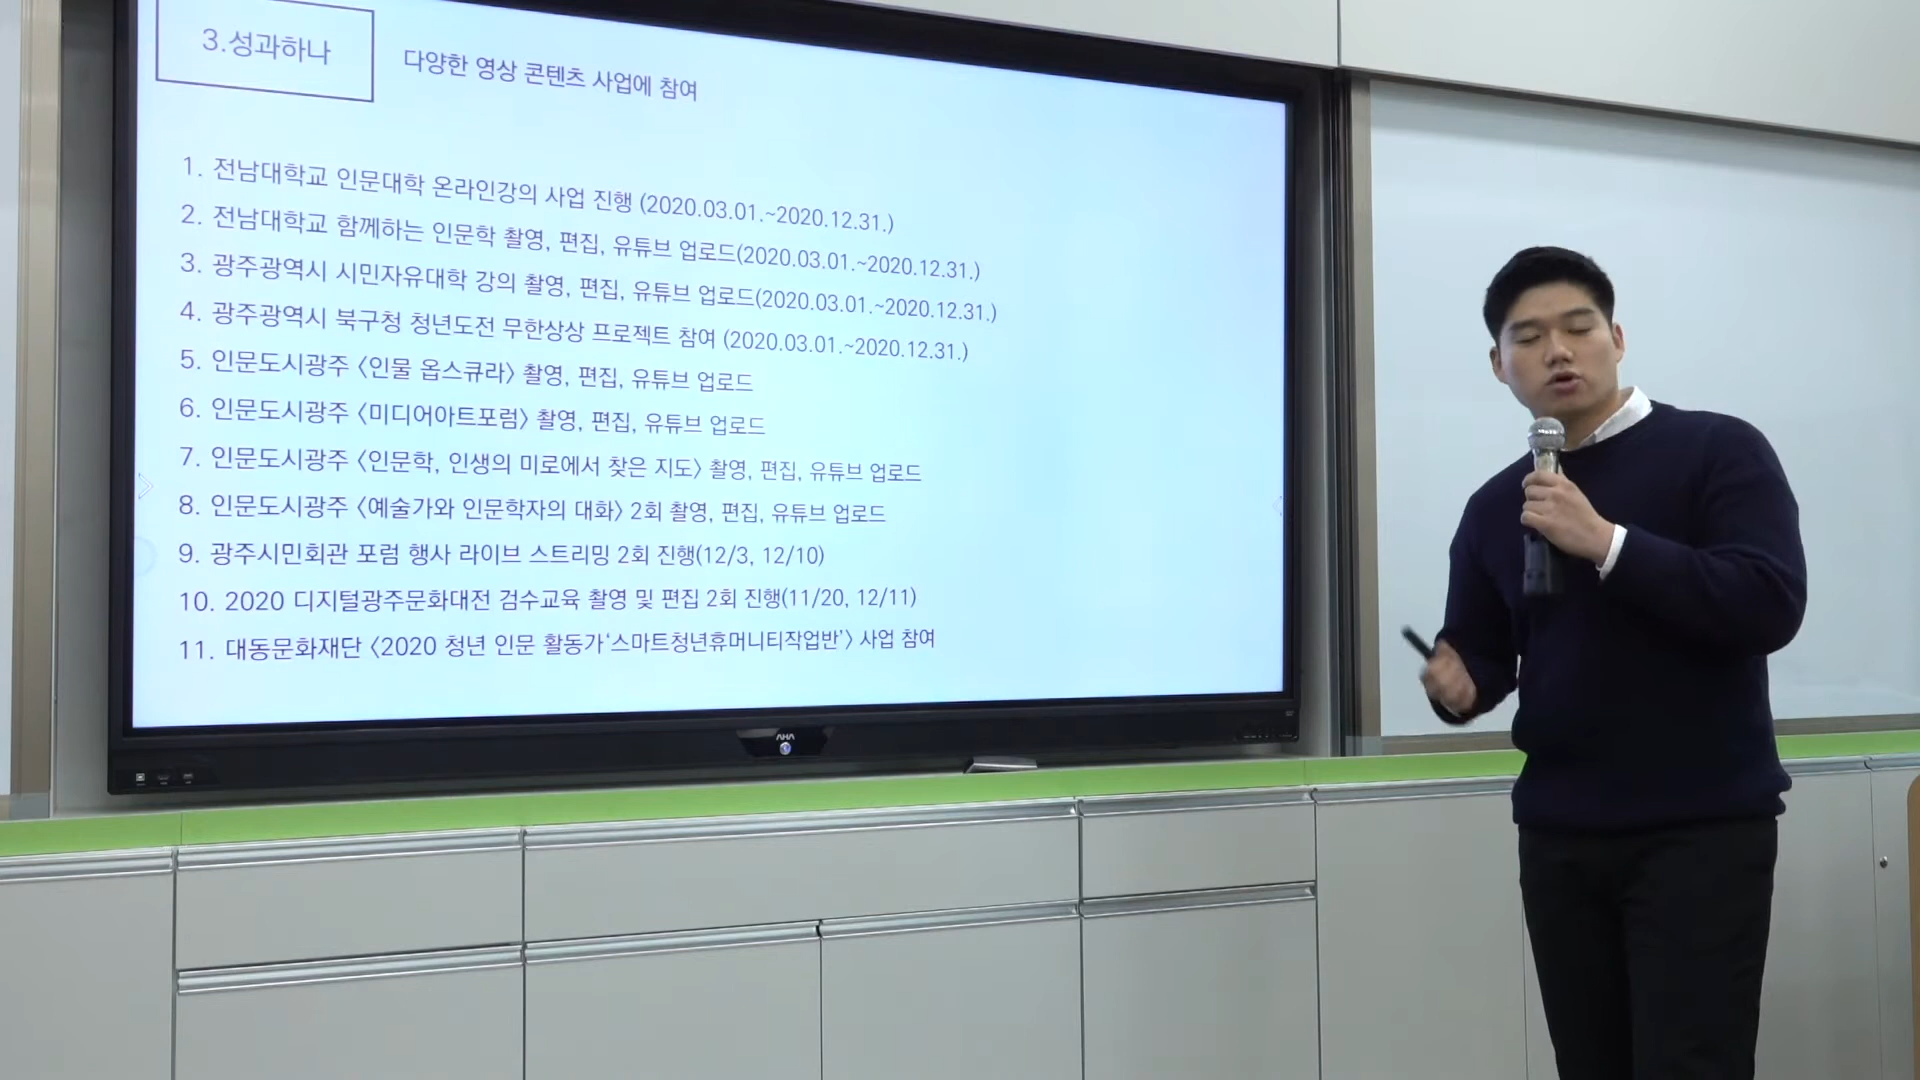 3.성과하나
다양한 영상 콘텐츠 사업에 참여
1. 전남대학교 인문대학 온라인강의 사업 진행 (2020.03.01.~2020.12.31.)
2. 전남대학교 함께하는 인문학 촬영, 편집, 유튜브 업로드(2020.03.01.~2020.12.31.)
3. 광주광역시 시민자유대학 강의 촬영, 편집, 유튜브 업로드(2020.03.01.~2020.12.31.)
4. 광주광역시 북구청 청년도전 무한상상 프로젝트 참여 (2020.03.01.~2020.12.31.)
5. 인문도시광주 〈인물 옵스큐라〉 촬영, 편집, 유튜브 업로드
6. 인문도시광주 〈미디어아트포럼〉 촬영, 편집, 유튜브 업로드
7. 인문도시광주 〈인문학, 인생의 미로에서 찾은 지도〉 촬영, 편집, 유튜브 업로드
8. 인문도시광주 〈예술가와 인문학자의 대화〉 2회 촬영, 편집, 유튜브 업로드
9. 광주시민회관 포럼 행사 라이브 스트리밍 2회 진행(12/3, 12/10)
10. 2020 디지털광주문화대전 검수교육 촬영 및 편집 2회 진행(11/20, 12/11)
11. 대동문화재단 〈2020 청년 인문 활동가‘스마트청년휴머니티작업반’〉 사업 참여
AHA